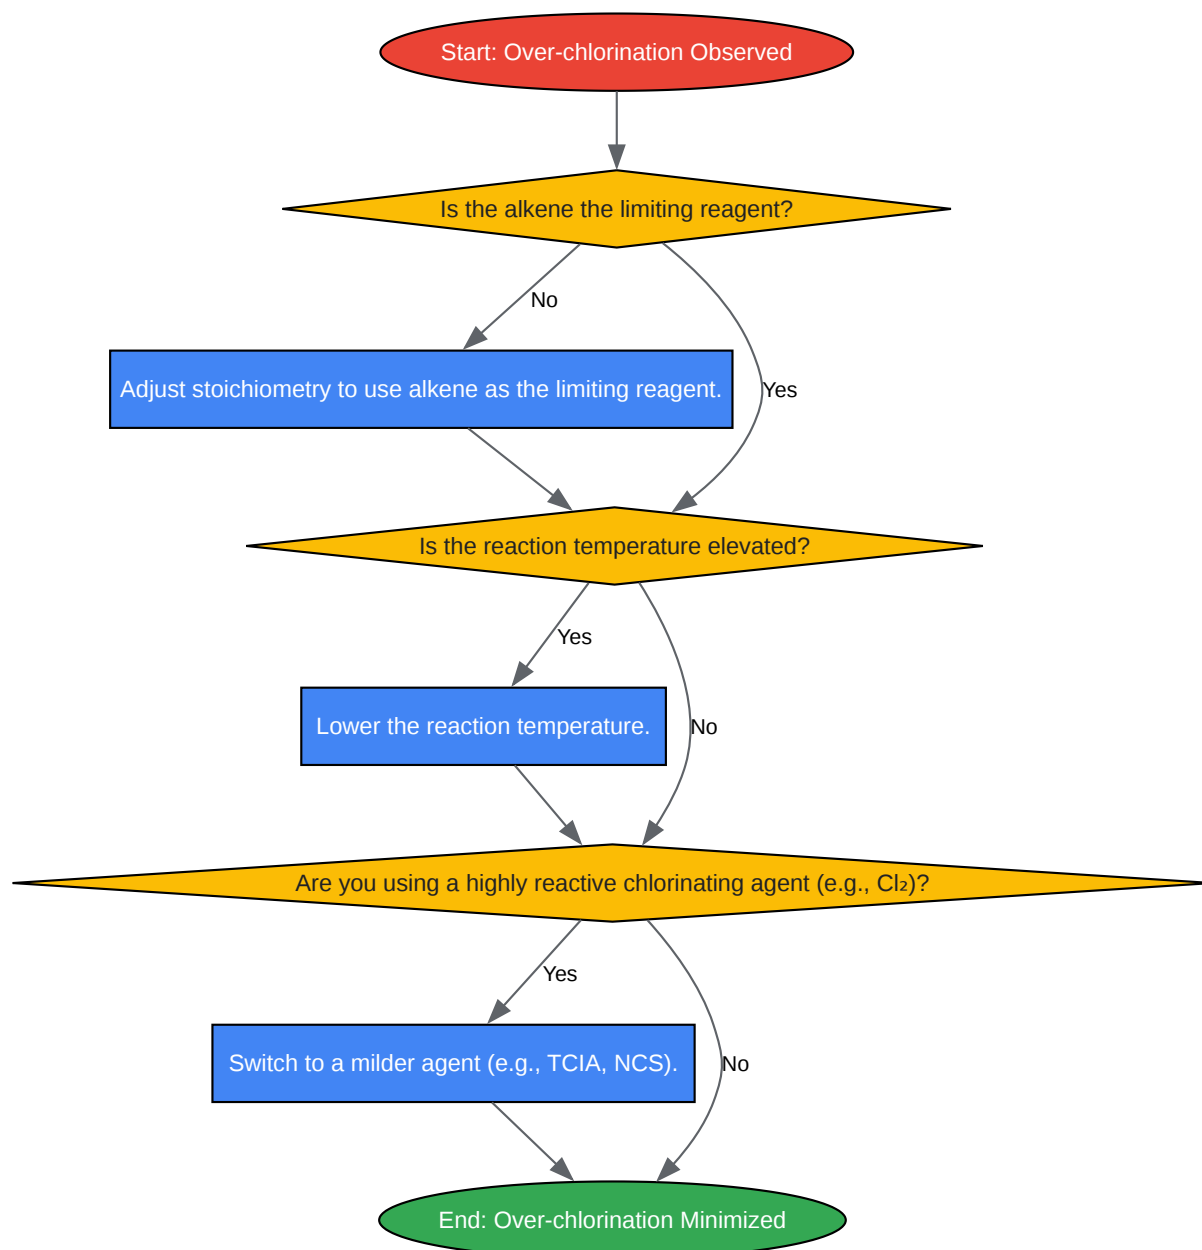 Start: Over-chlorination Observed
Is the alkene the limiting reagent?
No
Adjust stoichiometry to use alkene as the limiting reagent.
Yes
Is the reaction temperature elevated?
Yes
Lower the reaction temperature.
No
Are you using a highly reactive chlorinating agent (e.g., Cl₂)?
Yes
Switch to a milder agent (e.g., TCIA, NCS).
No
End: Over-chlorination Minimized